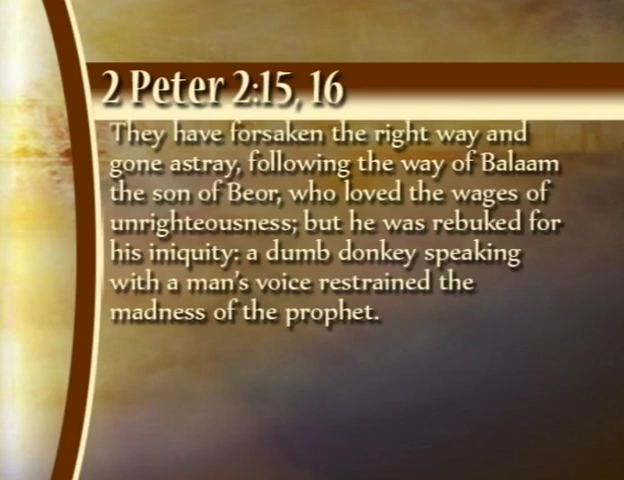 2 Peter 2:15, 16
They have forsaken the right way and
gone astray, following the way of Balaam
the son of Beor, who loved the wages of
unrighteousness; but he was rebuked for
his iniquity: a dumb donkey speaking
with a man's voice restrained the
madness of the prophet.